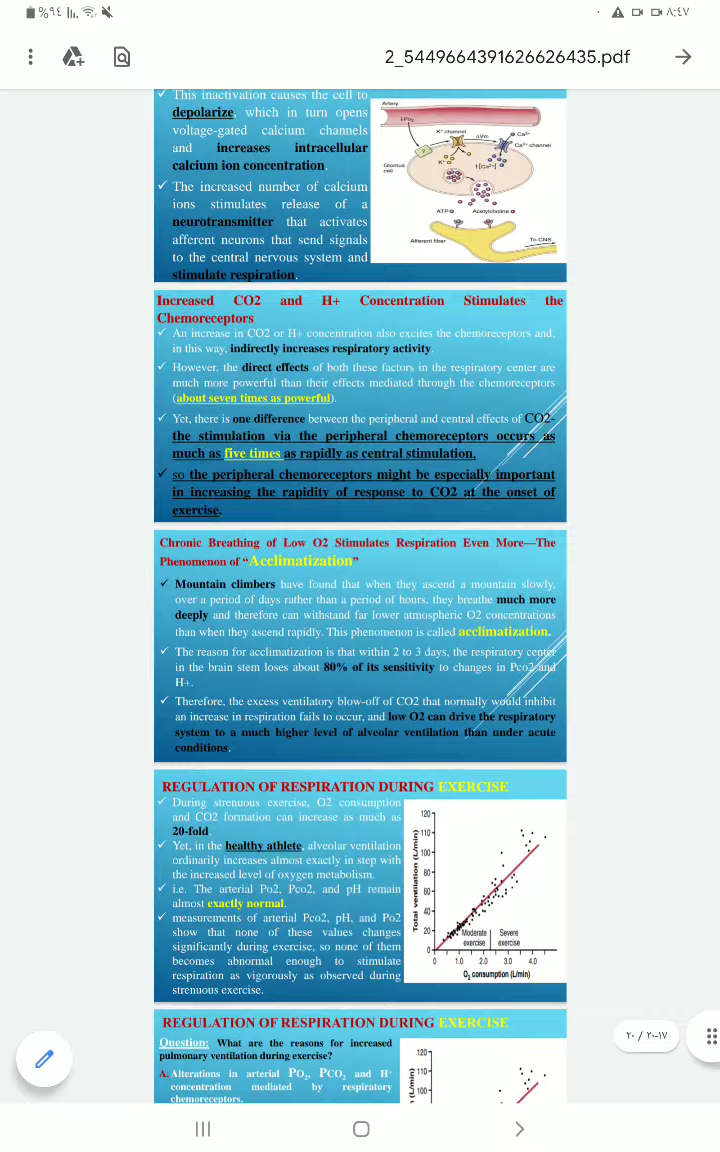 %٩٤
٨:٤٧
2_5449664391626626435.pdf
✓ This inactivation causes the cell to
depolarize, which in turn opens
voltage-gated calcium channels
and increases intracellular
calcium ion concentration.
✓ The increased number of calcium
ions stimulates release of a
neurotransmitter that activates
afferent neurons that send signals
to the central nervous system and
stimulate respiration.
Artery
↓Po₂
K⁺ channel
ΔVm
Ca²⁺
Ca²⁺ channel
?
K⁺
↑[Ca²⁺]
Glomus
cell
ATP
Acetylcholine
Afferent fiber
To CNS
Increased CO2 and H+ Concentration Stimulates the
Chemoreceptors
✓ An increase in CO2 or H+ concentration also excites the chemoreceptors and,
in this way, indirectly increases respiratory activity.
✓ However, the direct effects of both these factors in the respiratory center are
much more powerful than their effects mediated through the chemoreceptors
(about seven times as powerful).
✓ Yet, there is one difference between the peripheral and central effects of CO2-
the stimulation via the peripheral chemoreceptors occurs as
much as five times as rapidly as central stimulation,
✓ so the peripheral chemoreceptors might be especially important
in increasing the rapidity of response to CO2 at the onset of
exercise.
Chronic Breathing of Low O2 Stimulates Respiration Even More—The
Phenomenon of “Acclimatization”
✓ Mountain climbers have found that when they ascend a mountain slowly,
over a period of days rather than a period of hours, they breathe much more
deeply and therefore can withstand far lower atmospheric O2 concentrations
than when they ascend rapidly. This phenomenon is called acclimatization.
✓ The reason for acclimatization is that within 2 to 3 days, the respiratory center
in the brain stem loses about 80% of its sensitivity to changes in Pco2 and
H+.
✓ Therefore, the excess ventilatory blow-off of CO2 that normally would inhibit
an increase in respiration fails to occur, and low O2 can drive the respiratory
system to a much higher level of alveolar ventilation than under acute
conditions.
REGULATION OF RESPIRATION DURING EXERCISE
✓ During strenuous exercise, O2 consumption
and CO2 formation can increase as much as
20-fold.
✓ Yet, in the healthy athlete, alveolar ventilation
ordinarily increases almost exactly in step with
the increased level of oxygen metabolism.
✓ i.e. The arterial Po2, Pco2, and pH remain
almost exactly normal.
✓ measurements of arterial Pco2, pH, and Po2
show that none of these values changes
significantly during exercise, so none of them
becomes abnormal enough to stimulate
respiration as vigorously as observed during
strenuous exercise.
Total ventilation (L/min)
120
110
100
80
60
40
20
0
Moderate
exercise
Severe
exercise
0 1.0 2.0 3.0 4.0
O₂ consumption (L/min)
REGULATION OF RESPIRATION DURING EXERCISE
Question: What are the reasons for increased
pulmonary ventilation during exercise?
A. Alterations in arterial PO₂, PCO₂ and H⁺
concentration mediated by respiratory
chemoreceptors.
120
110
100
٢٠ / ٢٠-١٧